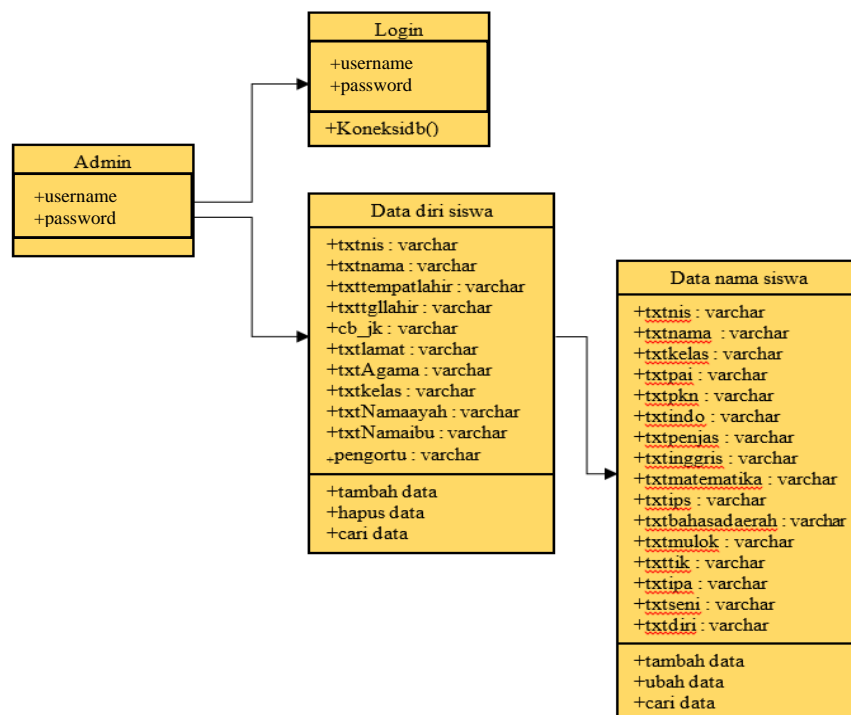 Login
+username
+password
+Koneksidb()
Admin
+username
+password
Data diri siswa
+txtnis : varchar
+txtnama : varchar
+txttempatlahir : varchar
+txttgllahir : varchar
+cb_jk : varchar
+txtlamat : varchar
+txtAgama : varchar
+txtkelas : varchar
+txtNamaayah : varchar
+txtNamaibu : varchar
+pengortu : varchar
+tambah data
+hapus data
+cari data
Data nama siswa
+txtnis : varchar
+txtnama : varchar
+txtkelas : varchar
+txtpai : varchar
+txtpkn : varchar
+txtindo : varchar
+txtpenjas : varchar
+txtinggris : varchar
+txtmatematika : varchar
+txtips : varchar
+txtbahasadaerah : varchar
+txtmulok : varchar
+txttik : varchar
+txtipa : varchar
+txtseni : varchar
+txtdiri : varchar
+tambah data
+ubah data
+cari data